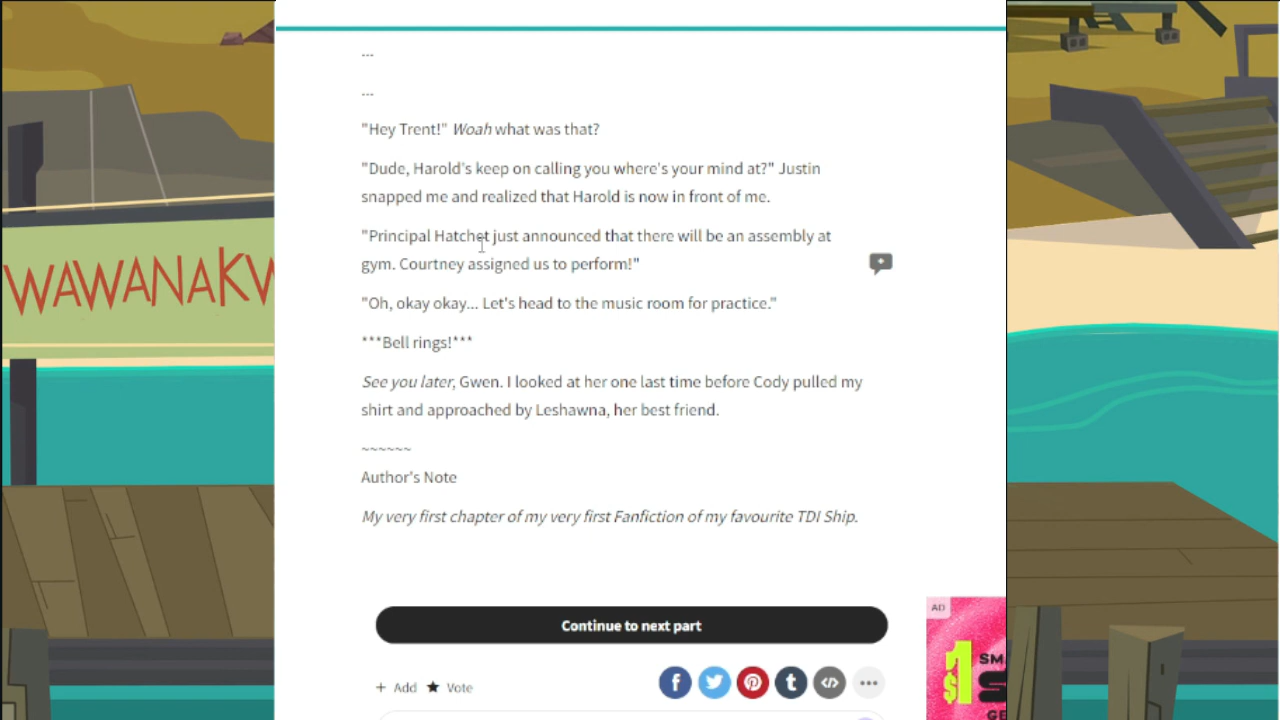 ---
---
"Hey Trent!" Woah what was that?
"Dude, Harold's keep on calling you where's your mind at?" Justin
snapped me and realized that Harold is now in front of me.
"Principal Hatchet just announced that there will be an assembly at
gym. Courtney assigned us to perform!"
"Oh, okay okay... Let's head to the music room for practice."
***Bell rings!***
See you later, Gwen. I looked at her one last time before Cody pulled my
shirt and approached by Leshawna, her best friend.
~~~~~~
Author's Note
My very first chapter of my very first Fanfiction of my favourite TDI Ship.
Continue to next part
+ Add ★ Vote
AD
$1
SM
GE
WAWANAKW